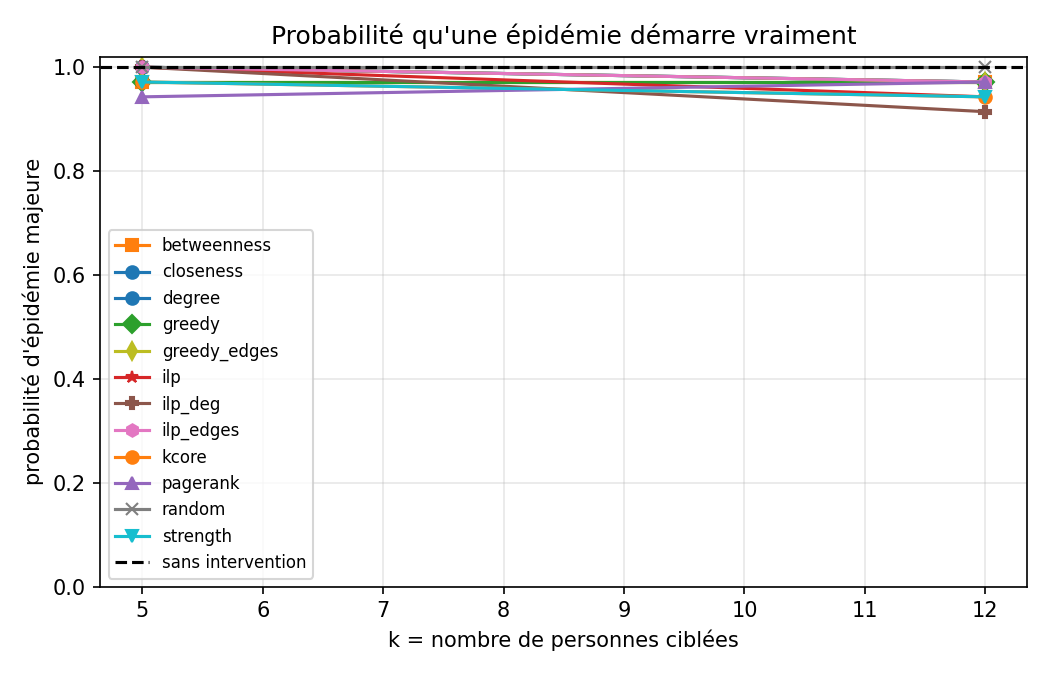 Probabilité qu'une épidémie démarre vraiment
probabilité d'épidémie majeure
1.0
0.8
0.6
0.4
0.2
0.0
betweenness
closeness
degree
greedy
greedy_edges
ilp
ilp_deg
ilp_edges
kcore
pagerank
random
strength
sans intervention
5 6 7 8 9 10 11 12
k = nombre de personnes ciblées